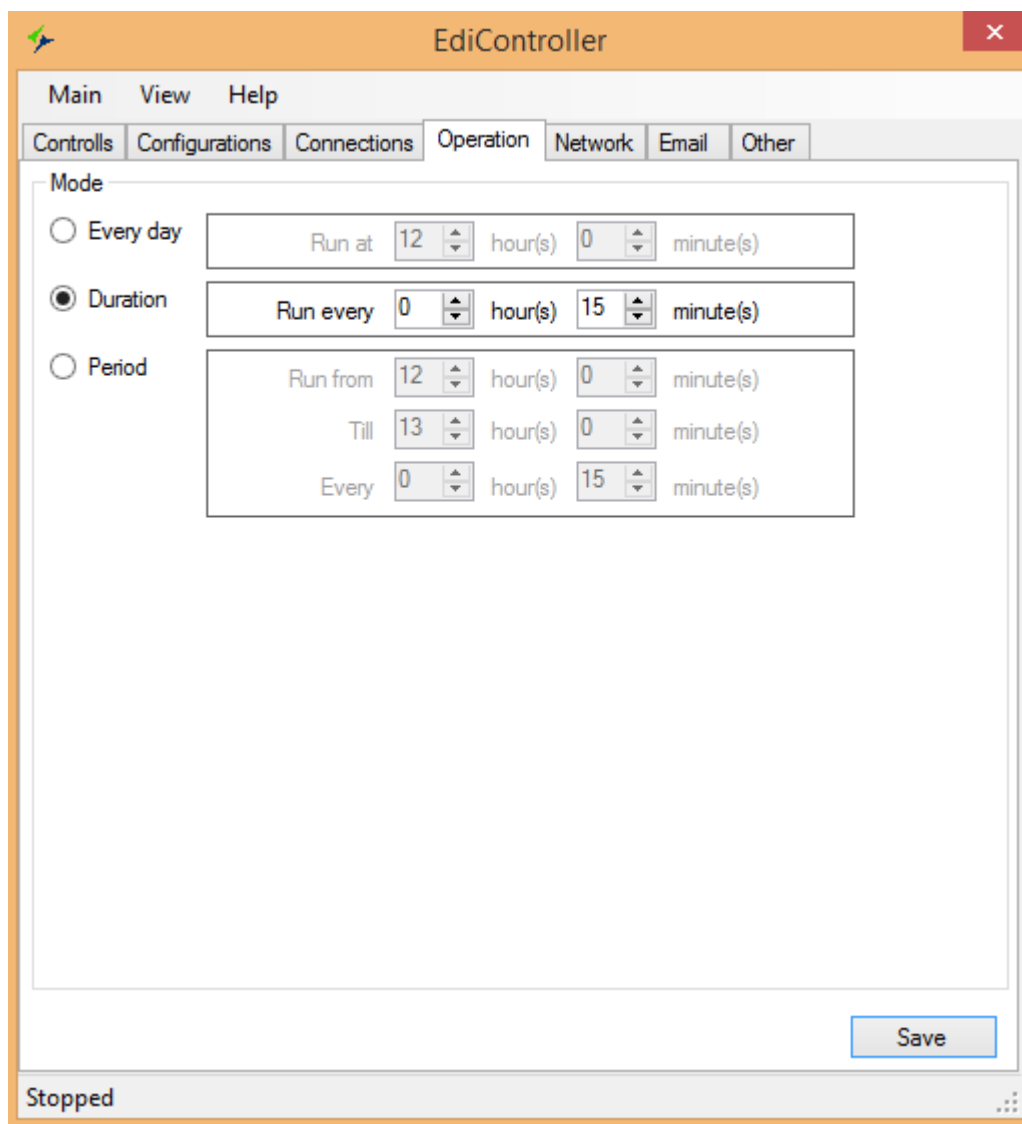 EdiController
Main View Help
Controlls Configurations Connections Operation Network Email Other
Mode
Every day Run at 12 hour(s) 0 minute(s)
Duration Run every 0 hour(s) 15 minute(s)
Period Run from 12 hour(s) 0 minute(s)
Till 13 hour(s) 0 minute(s)
Every 0 hour(s) 15 minute(s)
Save
Stopped